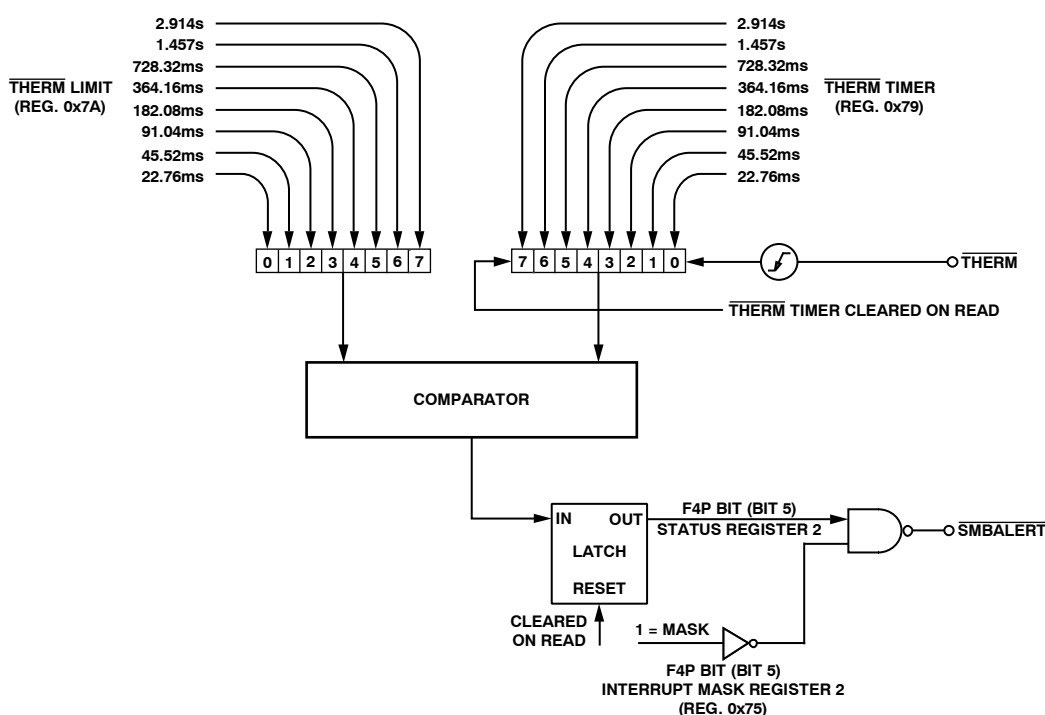 2.914s
1.457s
728.32ms
364.16ms
182.08ms
91.04ms
45.52ms
22.76ms
THERM LIMIT
(REG. 0x7A)
0 1 2 3 4 5 6 7
2.914s
1.457s
728.32ms
364.16ms
182.08ms
91.04ms
45.52ms
22.76ms
THERM TIMER
(REG. 0x79)
7 6 5 4 3 2 1 0
THERM
THERM TIMER CLEARED ON READ
COMPARATOR
IN OUT
LATCH
RESET
CLEARED
ON READ
F4P BIT (BIT 5)
STATUS REGISTER 2
SMBALERT
1 = MASK
F4P BIT (BIT 5)
INTERRUPT MASK REGISTER 2
(REG. 0x75)